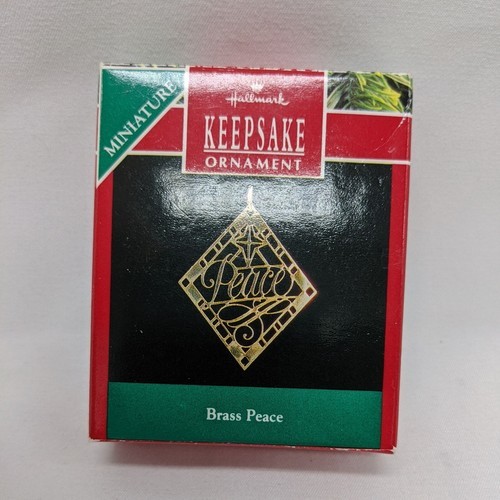 MINIATURE
Hallmark
KEEPSAKE
ORNAMENT
Peace
Brass Peace